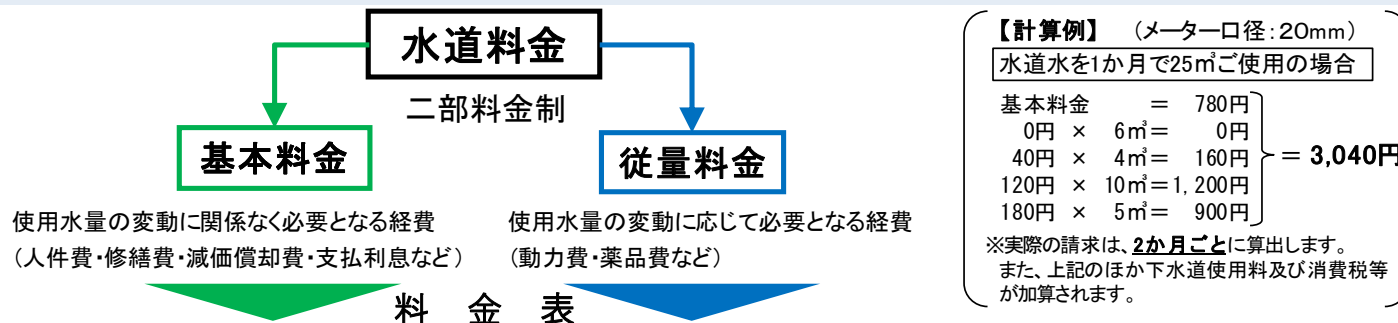 水道料金
二部料金制
基本料金
従量料金
使用水量の変動に関係なく必要となる経費
（人件費・修繕費・減価償却費・支払利息など）
使用水量の変動に応じて必要となる経費
（動力費・薬品費など）
料 金 表
【計算例】 （メーター口径：20mm）
水道水を1か月で25㎥ご使用の場合
基本料金 = 780円
0円 × 6㎥= 0円
40円 × 4㎥= 160円
120円 × 10㎥=1,200円
180円 × 5㎥= 900円
= 3,040円
※実際の請求は、2か月ごとに算出します。
また、上記のほか下水道使用料及び消費税等
が加算されます。